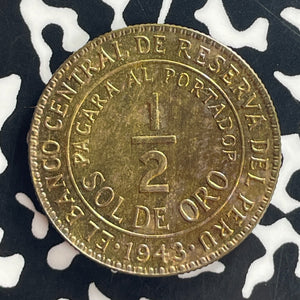 EL BANCO CENTRAL DE RESERVA DEL PERU
PAGARA AL PORTADOR
1/2
SOL DE ORO
·1943·